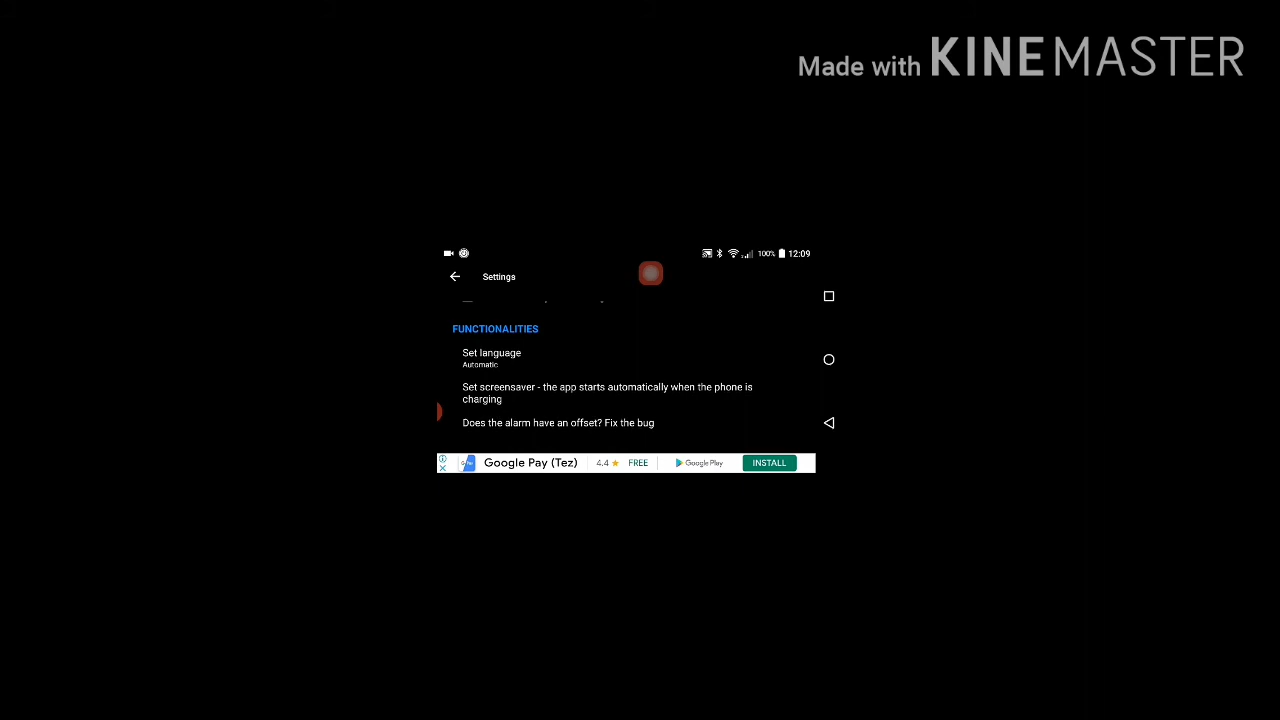 Made with KINEMASTER
100% 12:09
Settings
FUNCTIONALITIES
Set language
Automatic
Set screensaver - the app starts automatically when the phone is
charging
Does the alarm have an offset? Fix the bug
Google Pay (Tez) 4.4 FREE Google Play INSTALL